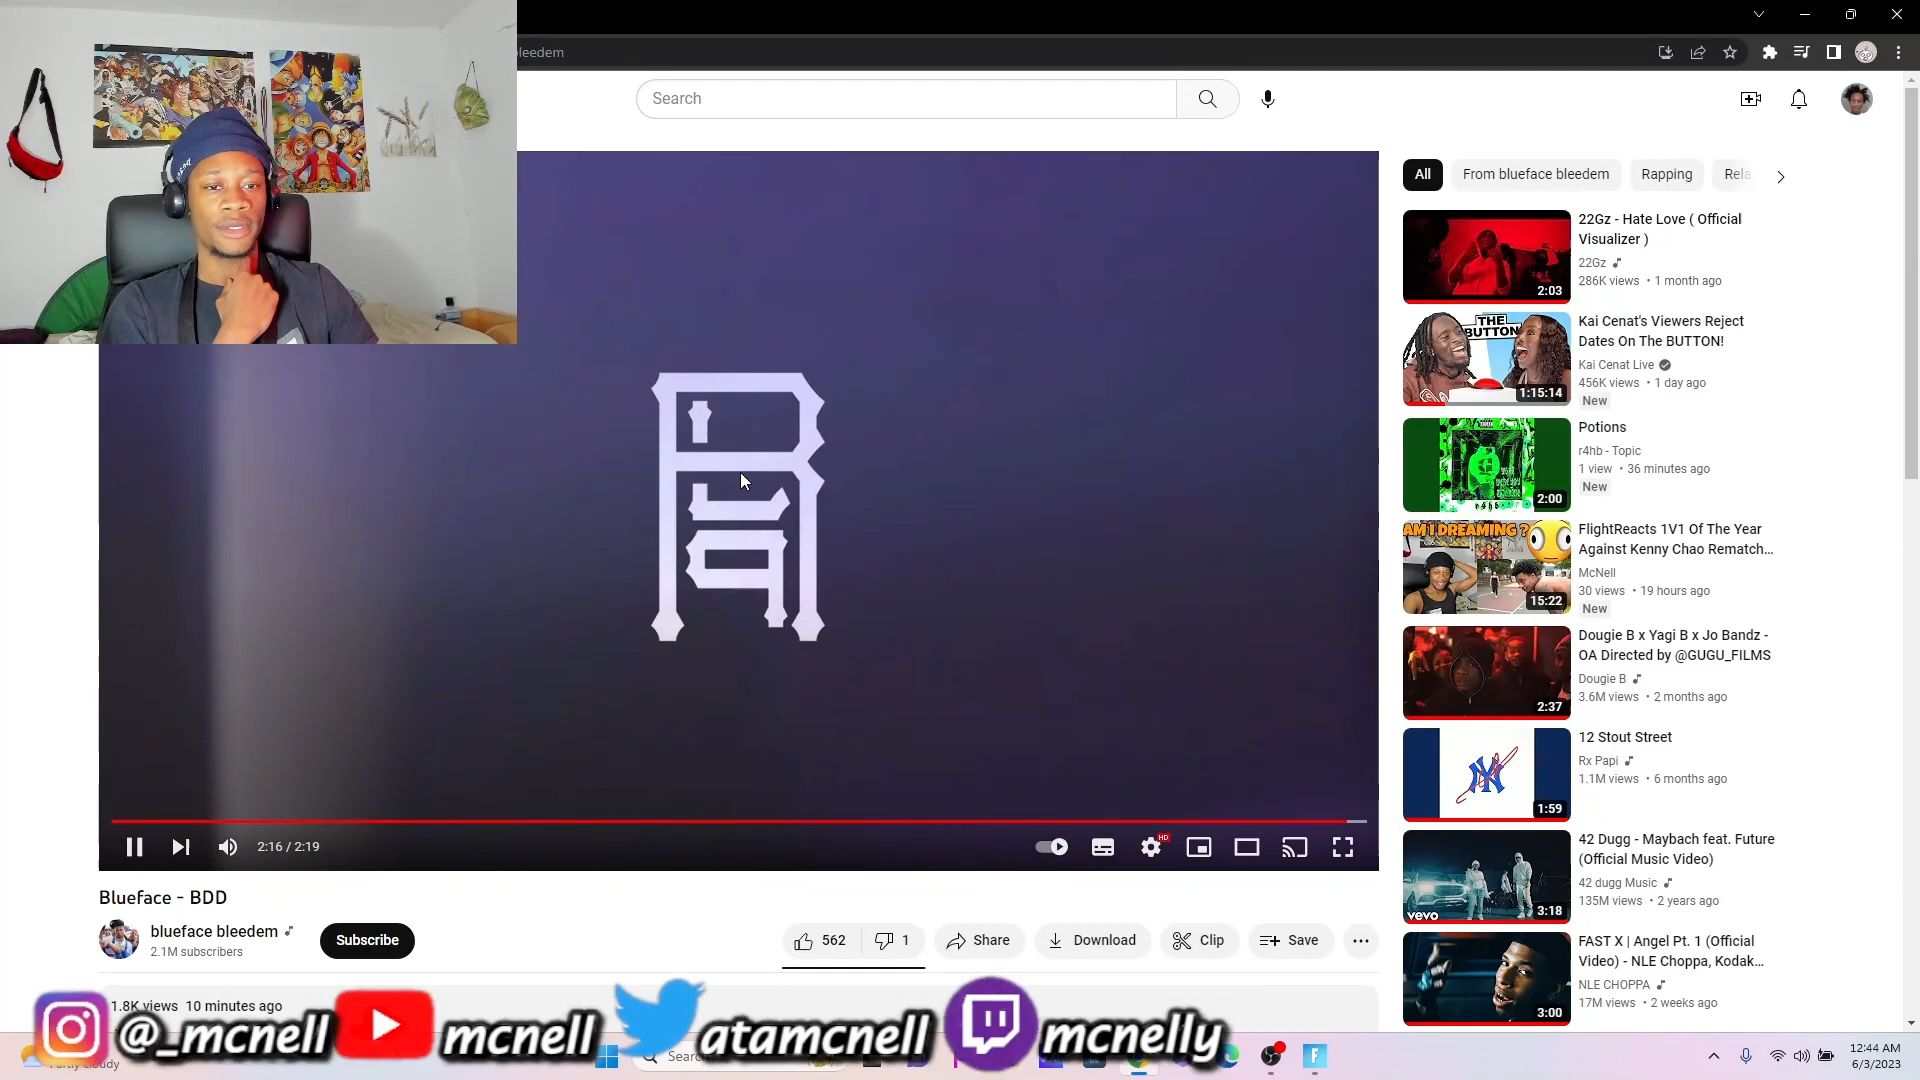 bleedem
Search
All
From blueface bleedem
Rapping
Rela
22Gz - Hate Love ( Official
Visualizer )
22Gz
286K views • 1 month ago
2:03
THE
BUTTON
Kai Cenat's Viewers Reject
Dates On The BUTTON!
Kai Cenat Live
456K views • 1 day ago
New
1:15:14
Potions
r4hb - Topic
1 view • 36 minutes ago
New
2:00
AM I DREAMING ?
FlightReacts 1V1 Of The Year
Against Kenny Chao Rematch...
McNell
30 views • 19 hours ago
New
15:22
Dougie B x Yagi B x Jo Bandz -
OA Directed by @GUGU_FILMS
Dougie B
3.6M views • 2 months ago
2:37
12 Stout Street
Rx Papi
1.1M views • 6 months ago
1:59
42 Dugg - Maybach feat. Future
(Official Music Video)
42 dugg Music
135M views • 2 years ago
vevo
3:18
FAST X | Angel Pt. 1 (Official
Video) - NLE Choppa, Kodak...
NLE CHOPPA
17M views • 2 weeks ago
3:00
2:16 / 2:19
HD
Blueface - BDD
blueface bleedem
2.1M subscribers
Subscribe
562
1
Share
Download
Clip
Save
1.8K views 10 minutes ago
@_mcnell
mcnell
atamcnell
mcnelly
Partly cloudy
Search
12:44 AM
6/3/2023